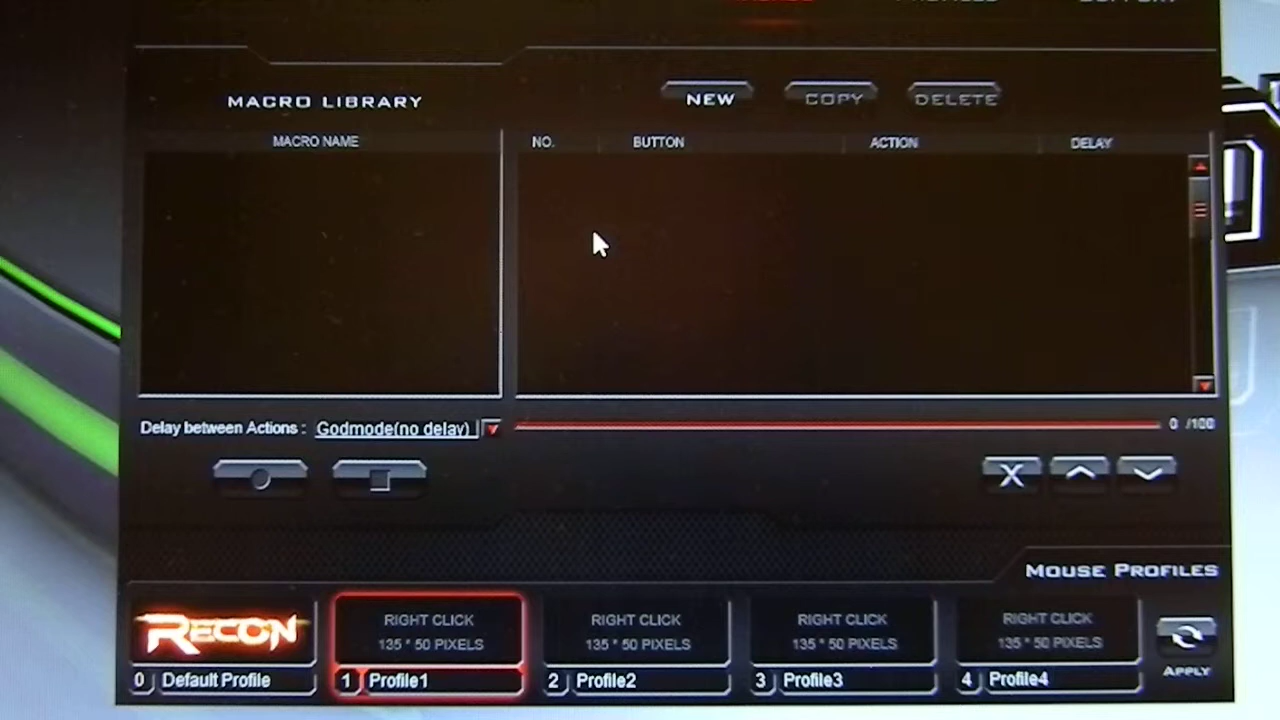 PROFILES
SUPPORT
MACRO LIBRARY
NEW
COPY
DELETE
MACRO NAME
NO.
BUTTON
ACTION
DELAY
Delay between Actions :
Godmode(no delay)
0 /100
X
MOUSE PROFILES
RECON
RIGHT CLICK
135 * 50 PIXELS
RIGHT CLICK
135 * 50 PIXELS
RIGHT CLICK
135 * 50 PIXELS
RIGHT CLICK
135 * 50 PIXELS
0 Default Profile
1 Profile1
2 Profile2
3 Profile3
4 Profile4
APPLY